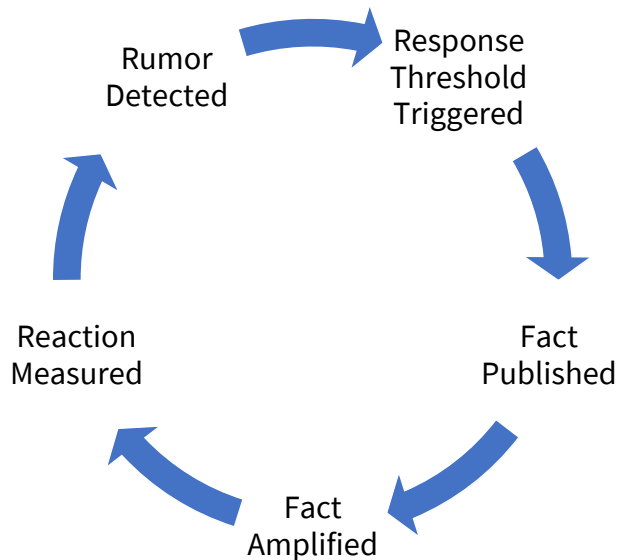 Rumor
Detected
Response
Threshold
Triggered
Fact
Published
Fact
Amplified
Reaction
Measured